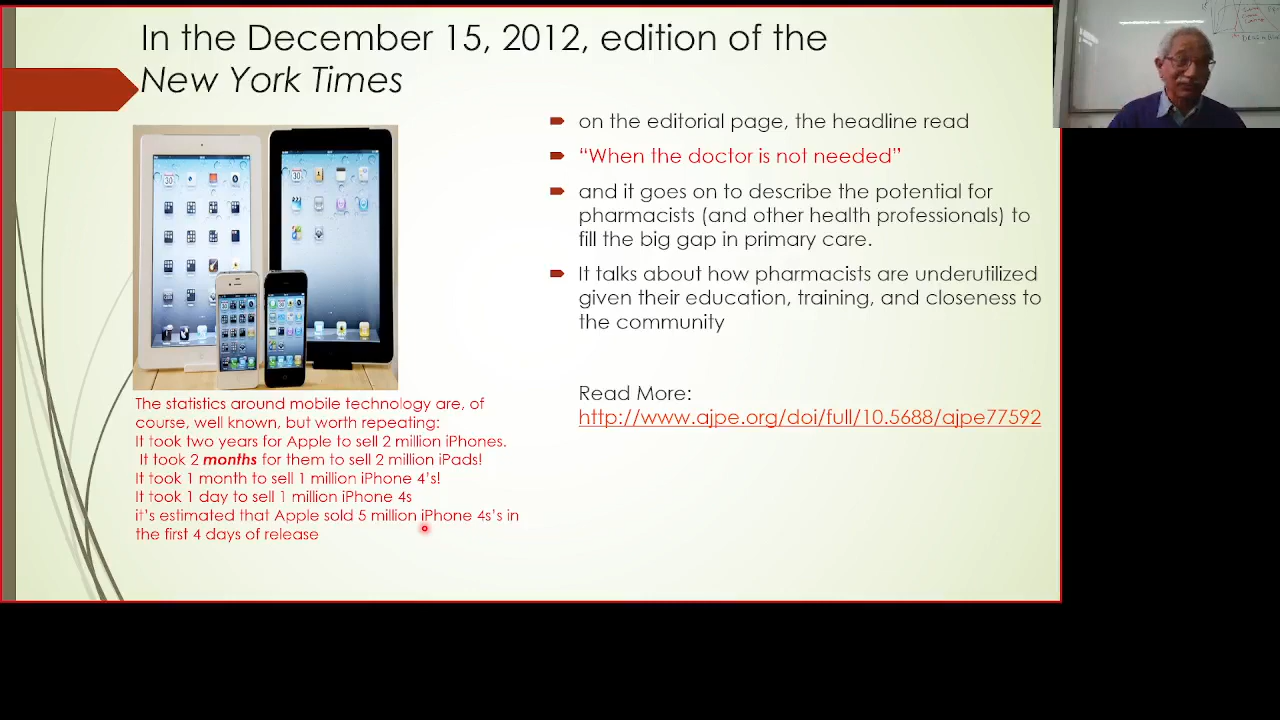 In the December 15, 2012, edition of the
New York Times
on the editorial page, the headline read
“When the doctor is not needed”
and it goes on to describe the potential for
pharmacists (and other health professionals) to
fill the big gap in primary care.
It talks about how pharmacists are underutilized
given their education, training, and closeness to
the community
Read More:
http://www.ajpe.org/doi/full/10.5688/ajpe77592
The statistics around mobile technology are, of
course, well known, but worth repeating:
It took two years for Apple to sell 2 million iPhones.
It took 2 months for them to sell 2 million iPads!
It took 1 month to sell 1 million iPhone 4's!
It took 1 day to sell 1 million iPhone 4s
it's estimated that Apple sold 5 million iPhone 4s's in
the first 4 days of release